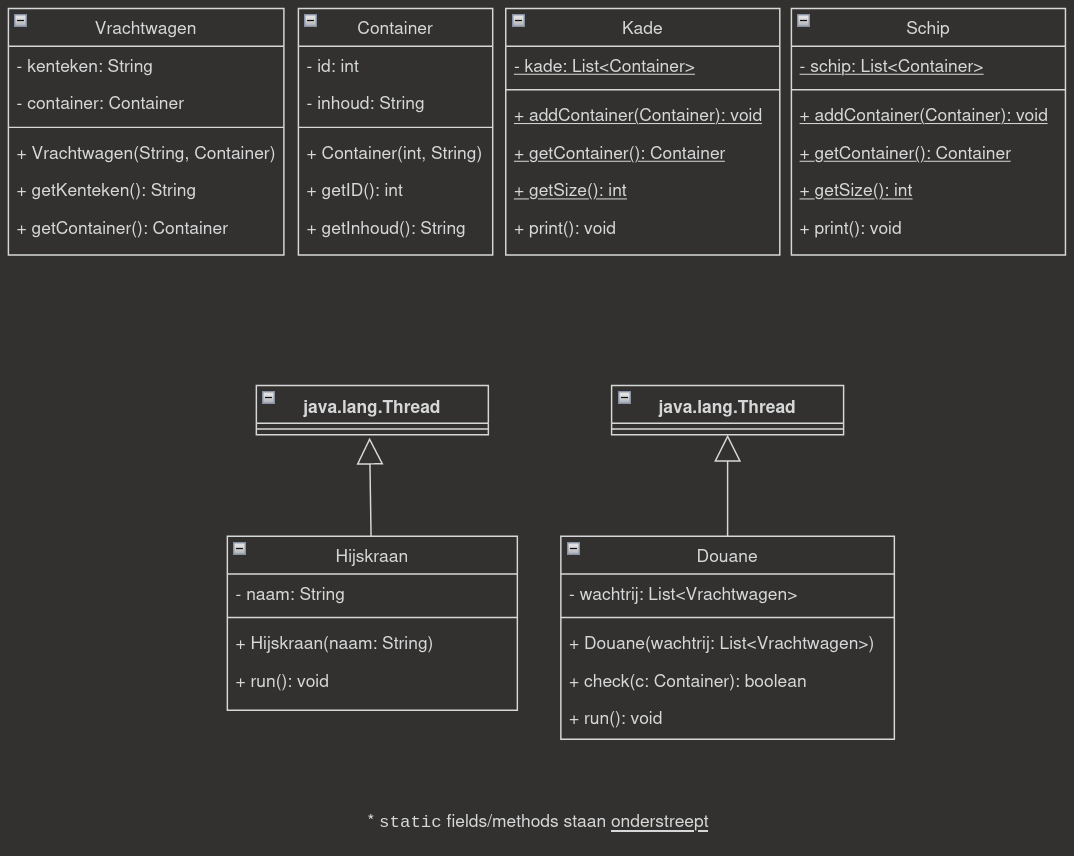 Vrachtwagen
- kenteken: String
- container: Container
+ Vrachtwagen(String, Container)
+ getKenteken(): String
+ getContainer(): Container
Container
- id: int
- inhoud: String
+ Container(int, String)
+ getID(): int
+ getInhoud(): String
Kade
- kade: List<Container>
+ addContainer(Container): void
+ getContainer(): Container
+ getSize(): int
+ print(): void
Schip
- schip: List<Container>
+ addContainer(Container): void
+ getContainer(): Container
+ getSize(): int
+ print(): void
java.lang.Thread
java.lang.Thread
Hijskraan
- naam: String
+ Hijskraan(naam: String)
+ run(): void
Douane
- wachtrij: List<Vrachtwagen>
+ Douane(wachtrij: List<Vrachtwagen>)
+ check(c: Container): boolean
+ run(): void
* static fields/methods staan onderstreept